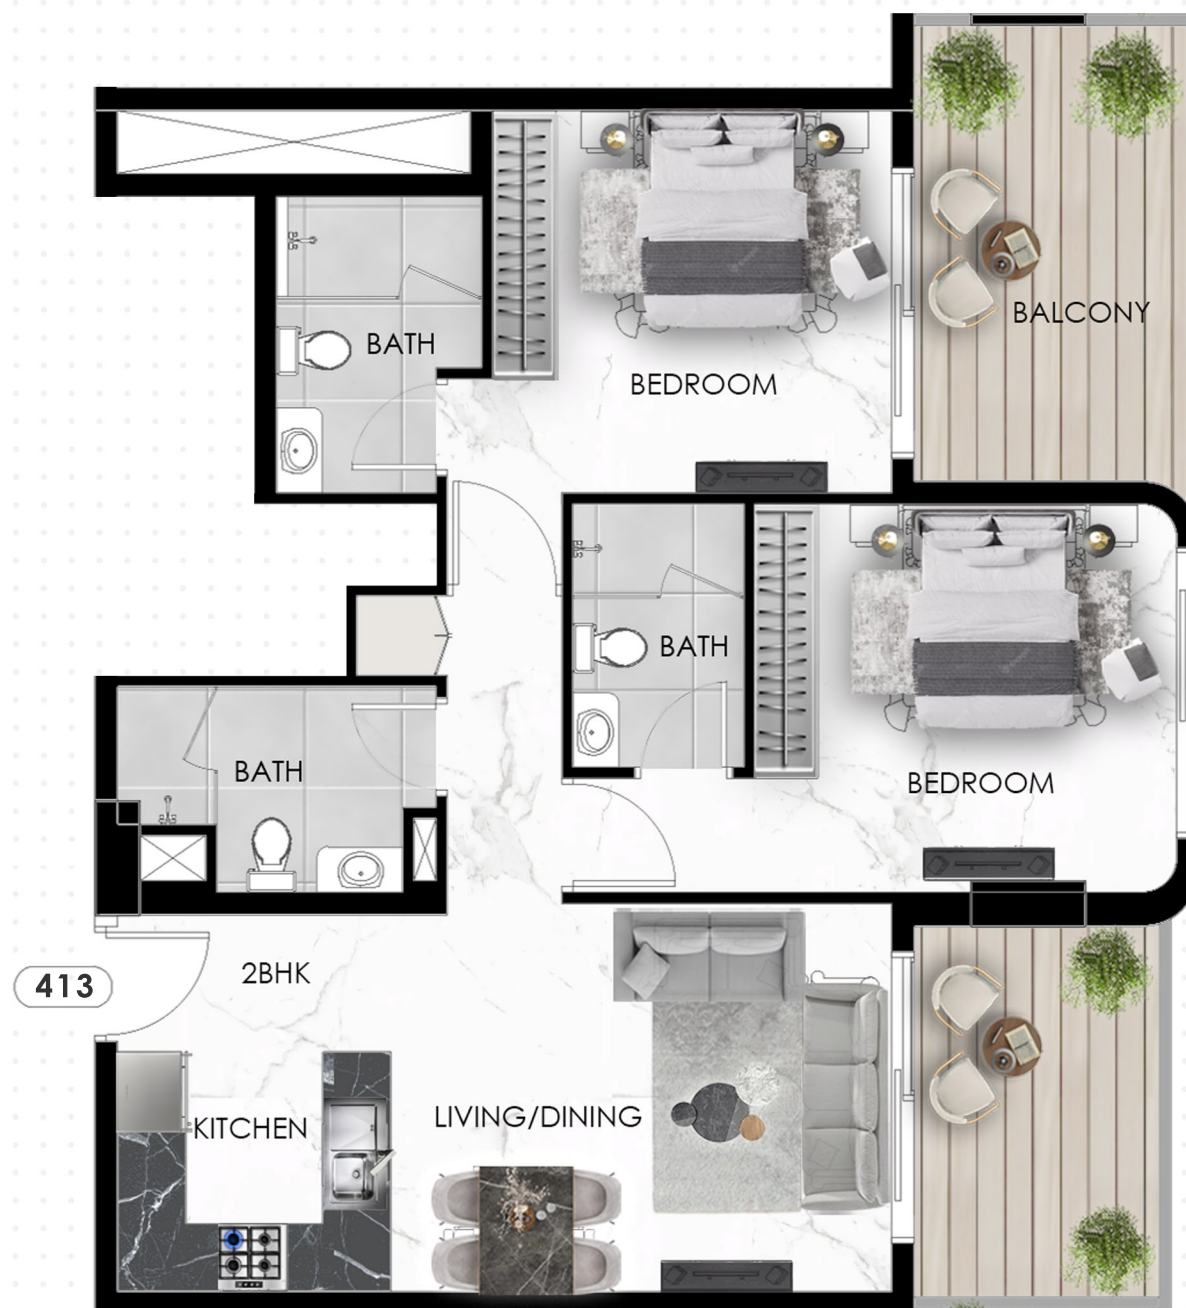 BATH
BEDROOM
BALCONY
BATH
BEDROOM
BATH
413
2BHK
KITCHEN
LIVING/DINING